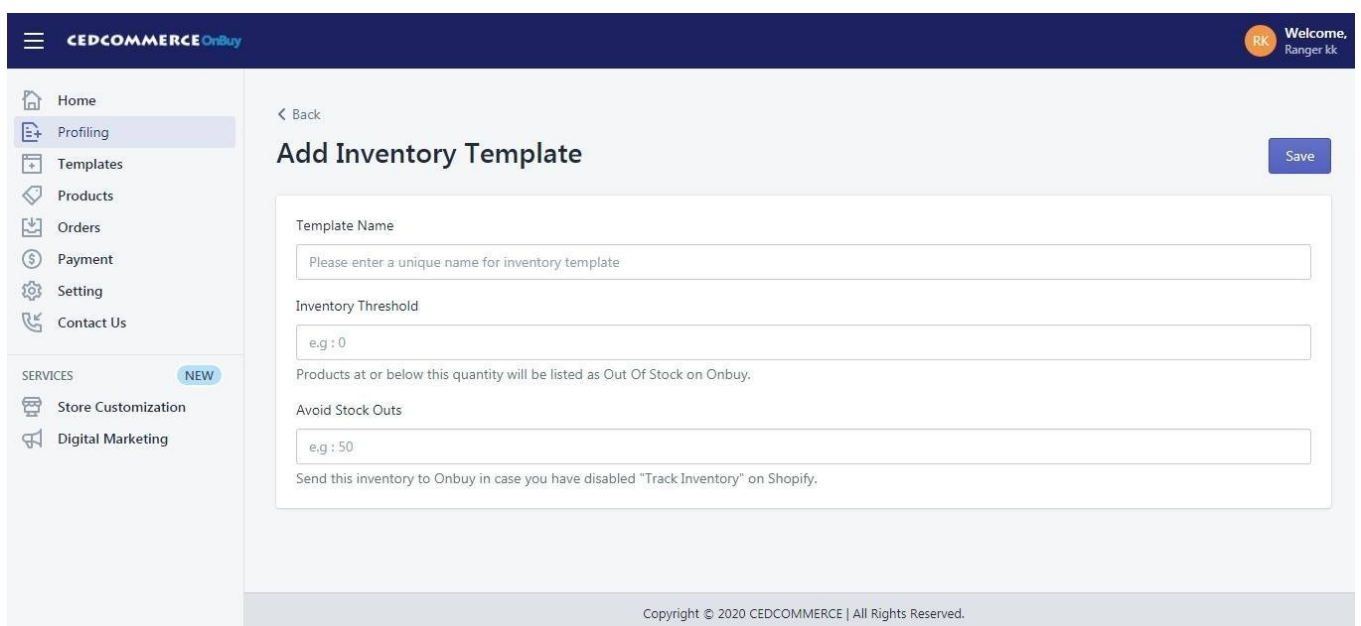 CEDCOMMERCE OnBuy
RK
Welcome,
Ranger kk
Home
Profiling
Templates
Products
Orders
Payment
Setting
Contact Us
SERVICES NEW
Store Customization
Digital Marketing
Back
Add Inventory Template
Save
Template Name
Please enter a unique name for inventory template
Inventory Threshold
e.g : 0
Products at or below this quantity will be listed as Out Of Stock on Onbuy.
Avoid Stock Outs
e.g : 50
Send this inventory to Onbuy in case you have disabled "Track Inventory" on Shopify.
Copyright © 2020 CEDCOMMERCE | All Rights Reserved.